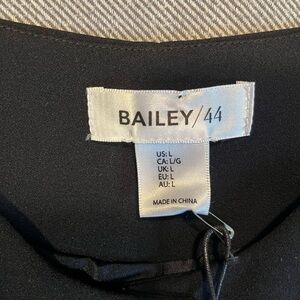 BAILEY/44
US: L
CA: L/G
UK: L
EU: L
AU: L
MADE IN CHINA